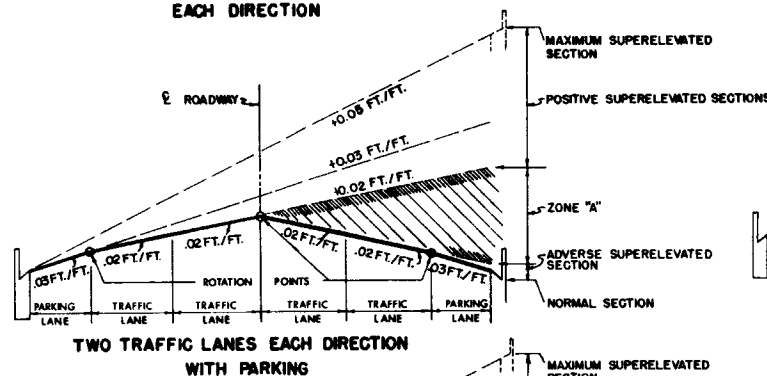 EACH DIRECTION
MAXIMUM SUPERELEVATED
SECTION
℄ ROADWAY
+0.05 FT./FT.
POSITIVE SUPERELEVATED SECTIONS
+0.03 FT./FT.
+0.02 FT./FT.
ZONE "A"
.03 FT./FT.
.02 FT./FT.
.02 FT./FT.
.02 FT./FT.
.02 FT./FT.
.03 FT./FT.
ADVERSE SUPERELEVATED
SECTION
ROTATION POINTS
NORMAL SECTION
PARKING
LANE
TRAFFIC
LANE
TRAFFIC
LANE
TRAFFIC
LANE
TRAFFIC
LANE
PARKING
LANE
TWO TRAFFIC LANES EACH DIRECTION
WITH PARKING
MAXIMUM SUPERELEVATED